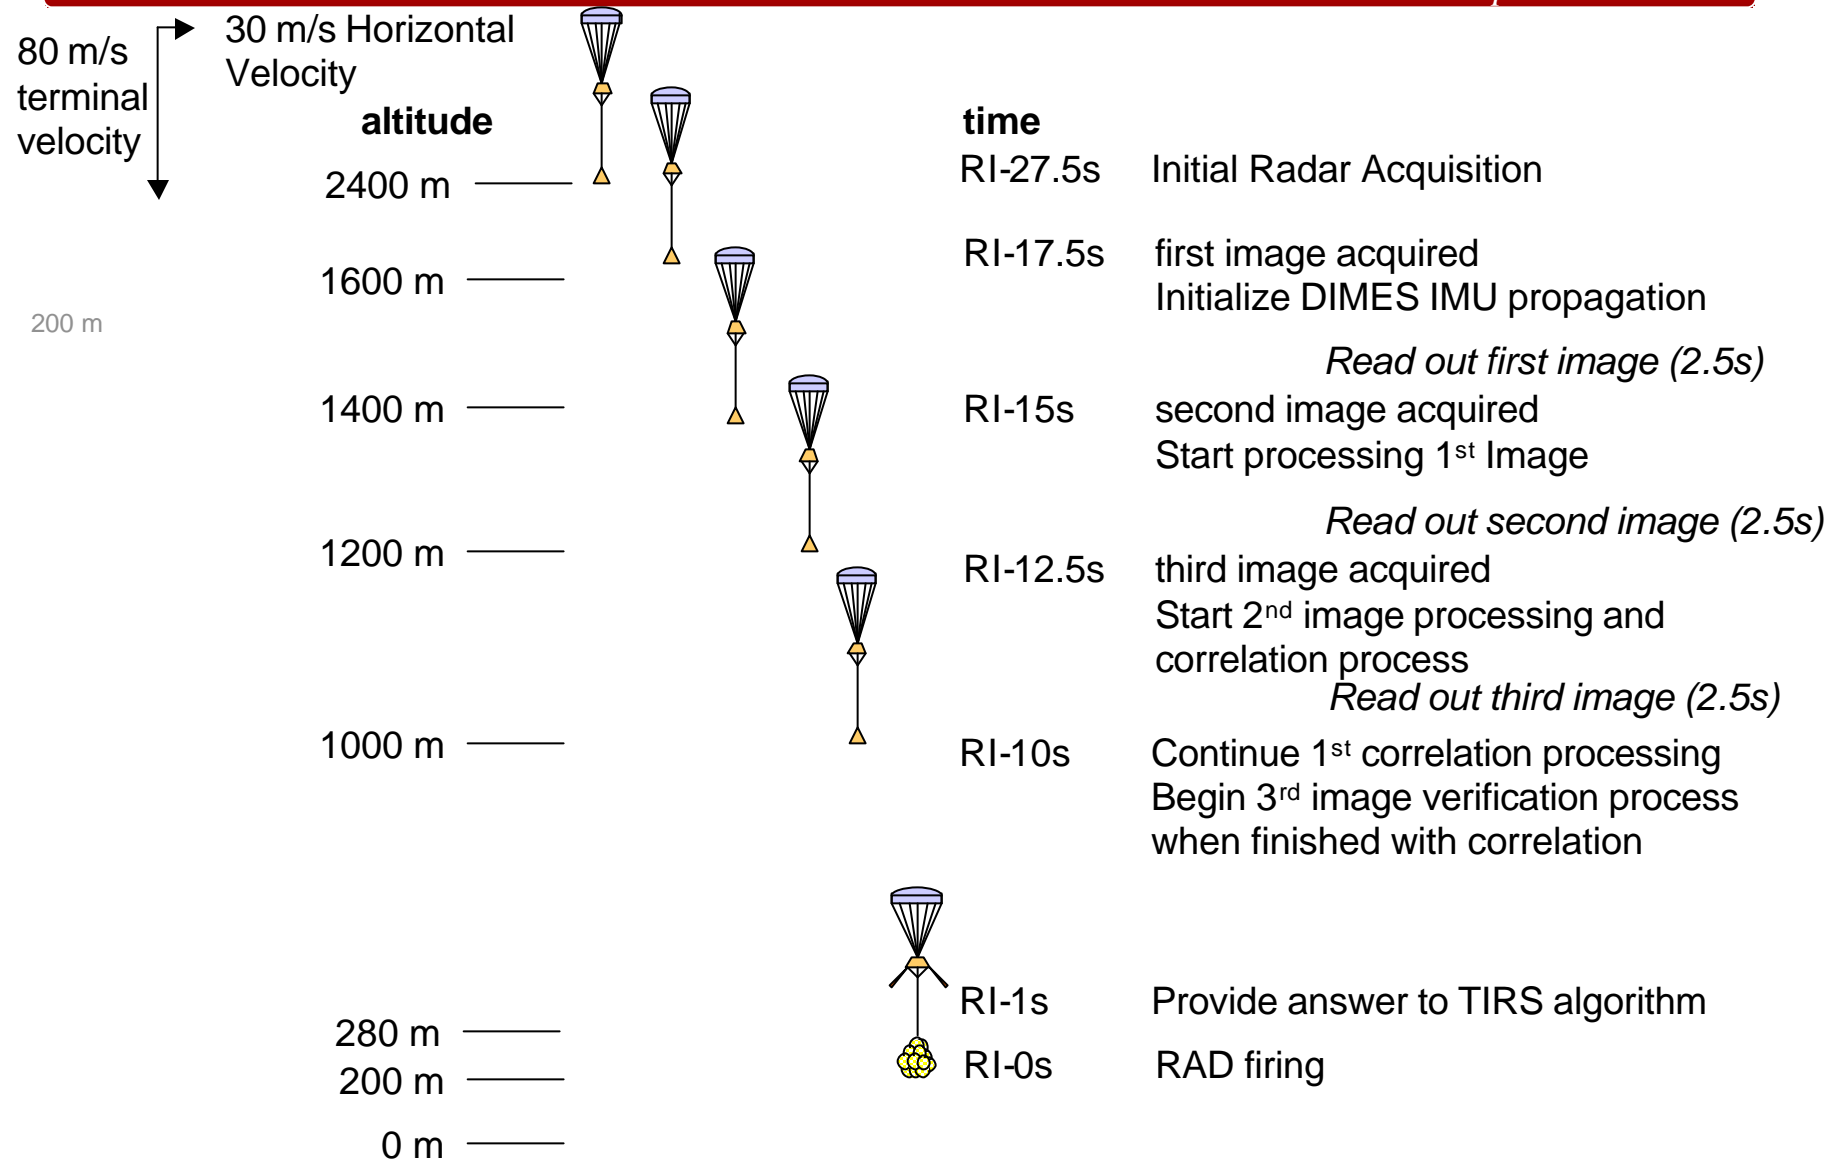 30 m/s Horizontal
Velocity
80 m/s
terminal
velocity
altitude
time
2400 m
RI-27.5s Initial Radar Acquisition
1600 m
RI-17.5s first image acquired
Initialize DIMES IMU propagation
200 m
Read out first image (2.5s)
1400 m
RI-15s second image acquired
Start processing 1st Image
Read out second image (2.5s)
1200 m
RI-12.5s third image acquired
Start 2nd image processing and
correlation process
Read out third image (2.5s)
1000 m
RI-10s Continue 1st correlation processing
Begin 3rd image verification process
when finished with correlation
RI-1s Provide answer to TIRS algorithm
280 m
RI-0s RAD firing
200 m
0 m